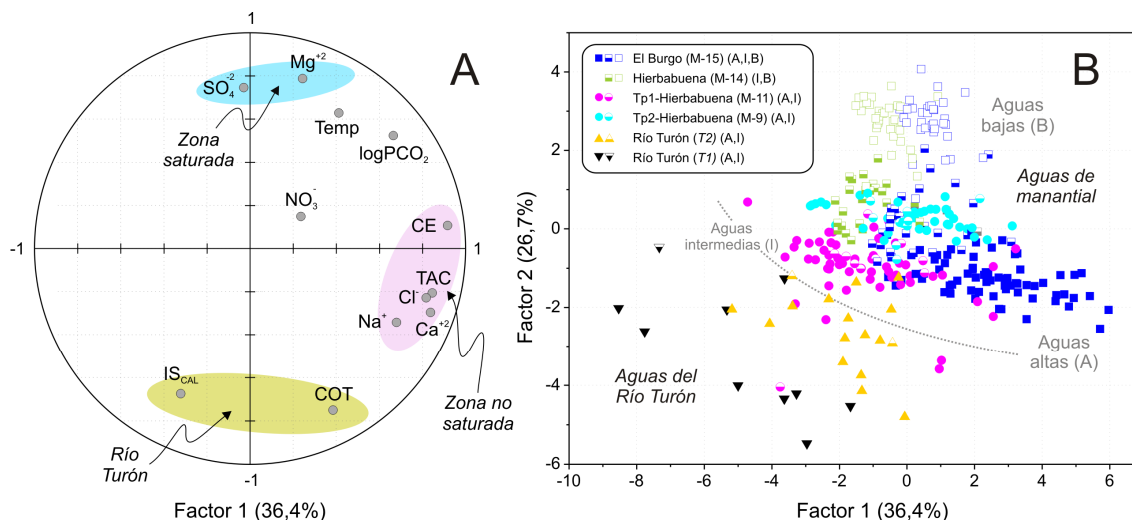 1
A
Mg+2
SO4-2
Zona
saturada
Temp
logPCO2
NO3-
CE
-1
1
TAC
Cl-
Na+
Ca+2
ISCAL
COT
Zona no
saturada
Río
Turón
-1
Factor 1 (36,4%)
B
El Burgo (M-15) (A,I,B)
Hierbabuena (M-14) (I,B)
Tp1-Hierbabuena (M-11) (A,I)
Tp2-Hierbabuena (M-9) (A,I)
Río Turón (T2) (A,I)
Río Turón (T1) (A,I)
Aguas
bajas (B)
Aguas de
manantial
Aguas
intermedias (I)
Aguas
altas (A)
Aguas del
Río Turón
4
2
0
-2
-4
-6
Factor 2 (26,7%)
-10
-8
-6
-4
-2
0
2
4
6
Factor 1 (36,4%)